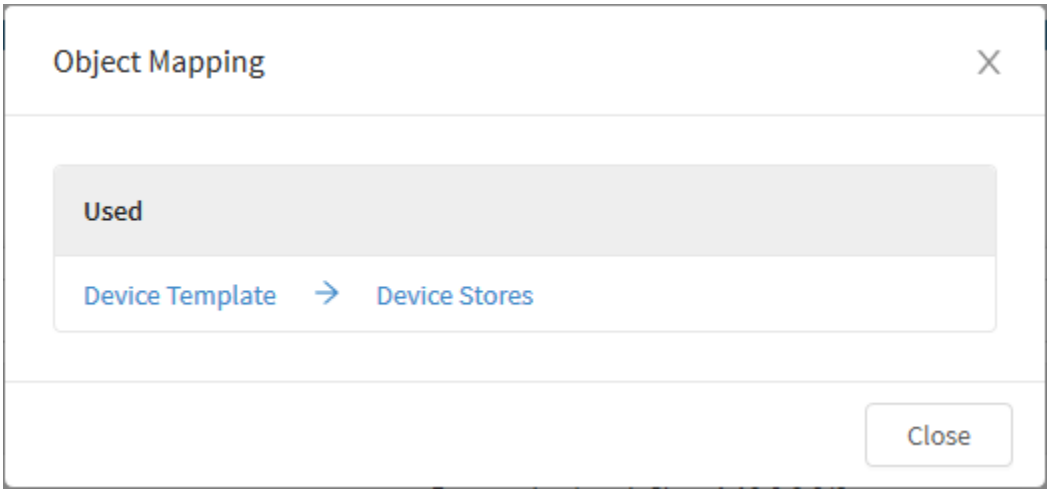 Object Mapping
Used
Device Template → Device Stores
Close